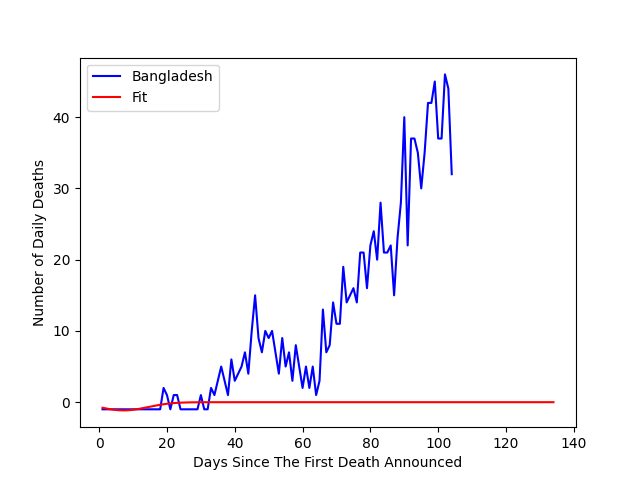 Bangladesh
Fit
40
30
20
10
0
Number of Daily Deaths
0 20 40 60 80 100 120 140
Days Since The First Death Announced